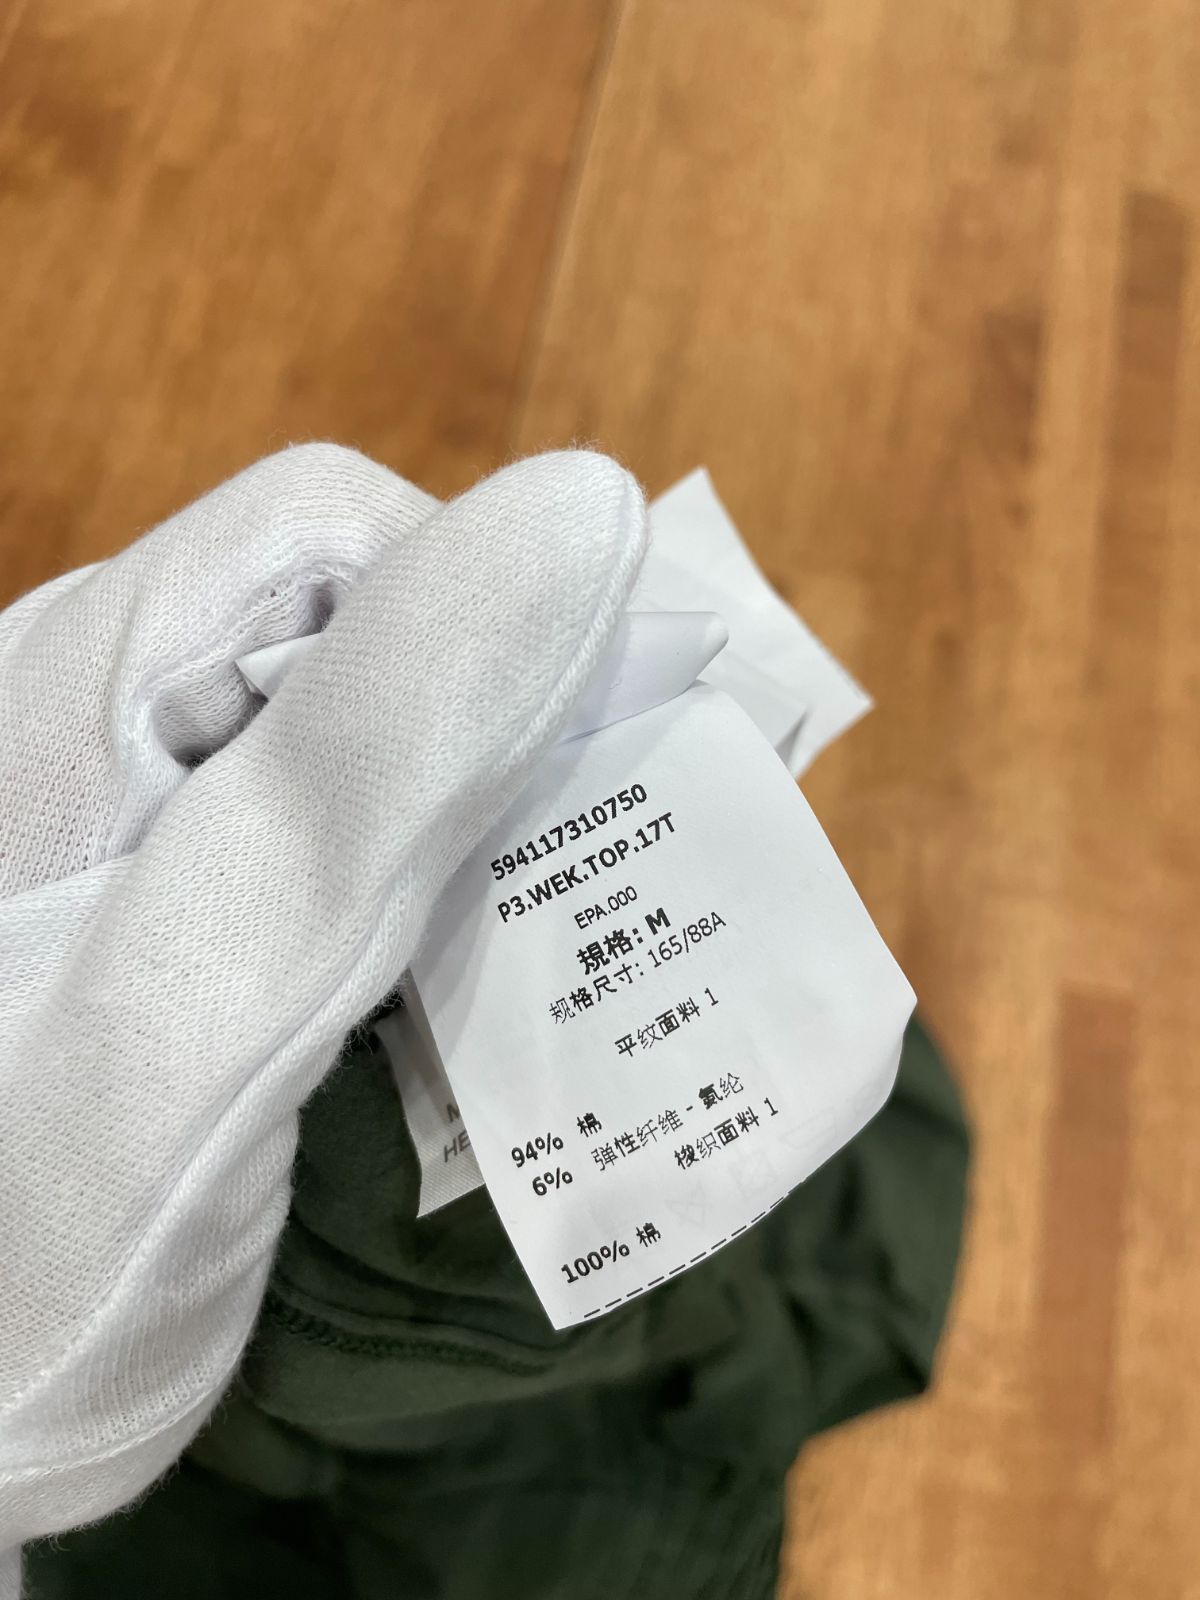 594117310750
P3.WEK.TOP.17T
EPA.000
規格: M
规格尺寸: 165/88A
平纹面料 1
94% 棉
6% 弹性纤维 - 氨纶
梭织面料 1
100% 棉